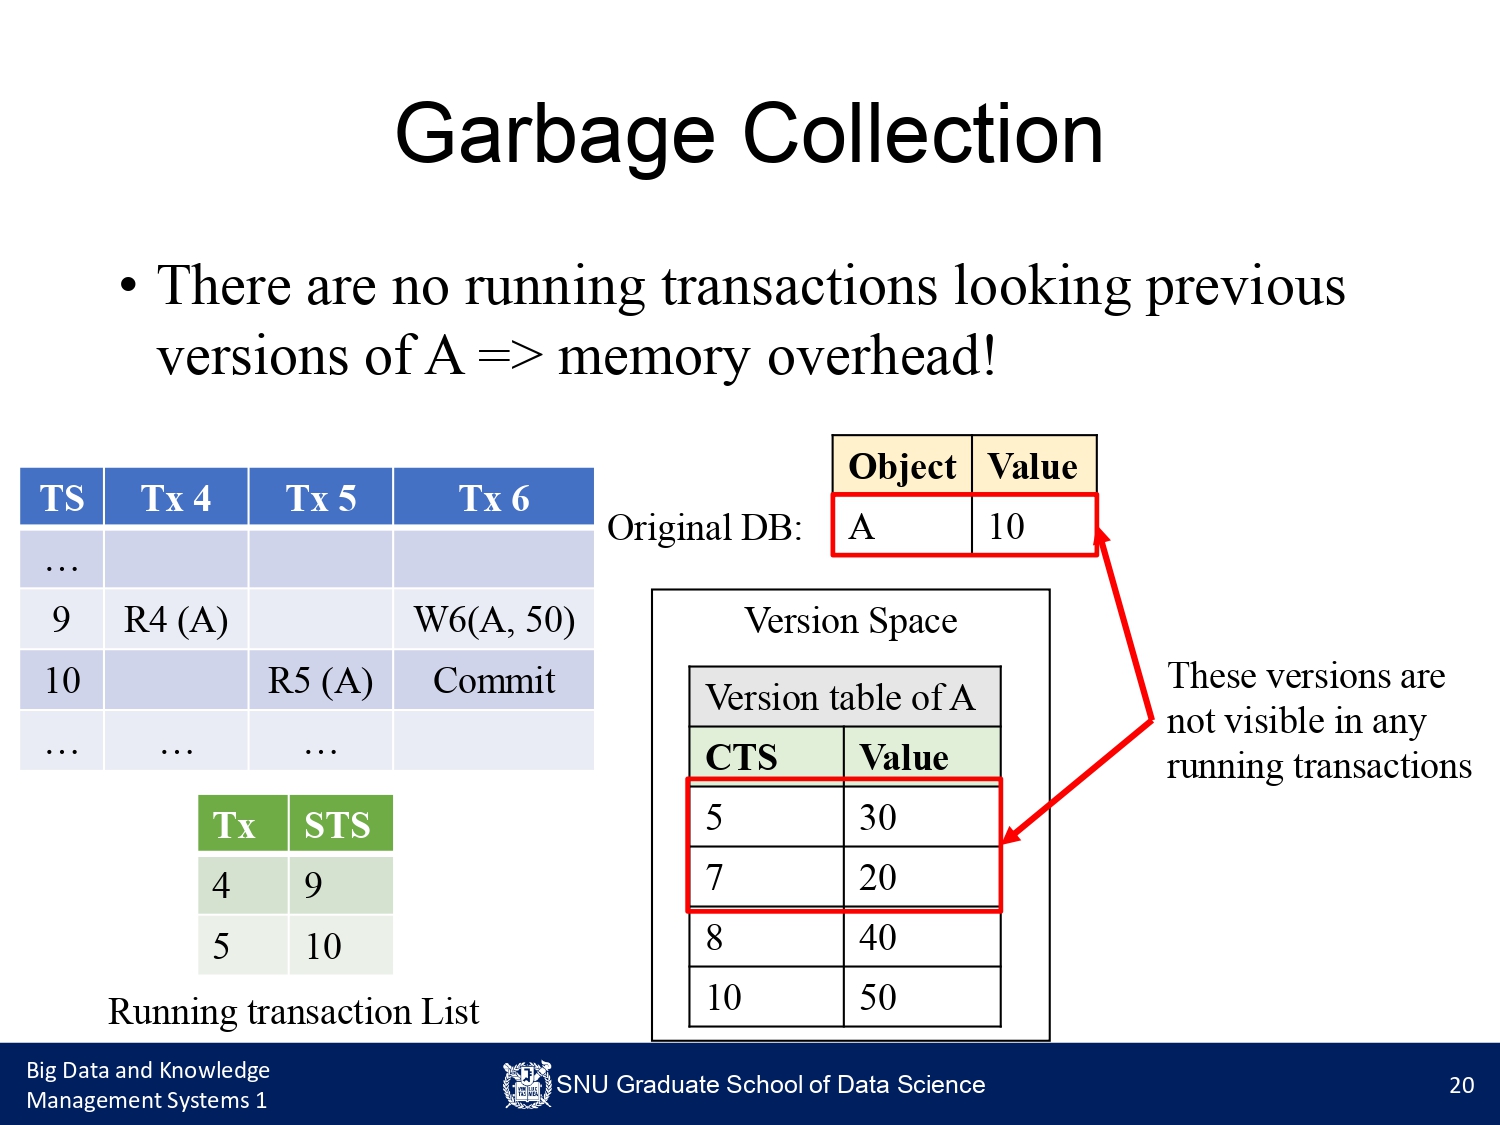 Garbage Collection
• There are no running transactions looking previous
versions of A => memory overhead!
TS Tx 4 Tx 5 Tx 6
…
9 R4 (A) W6(A, 50)
10 R5 (A) Commit
… … …
Tx STS
4 9
5 10
Running transaction List
Original DB:
Object Value
A 10
Version Space
Version table of A
CTS Value
5 30
7 20
8 40
10 50
These versions are
not visible in any
running transactions
Big Data and Knowledge
Management Systems 1
SNU Graduate School of Data Science
20